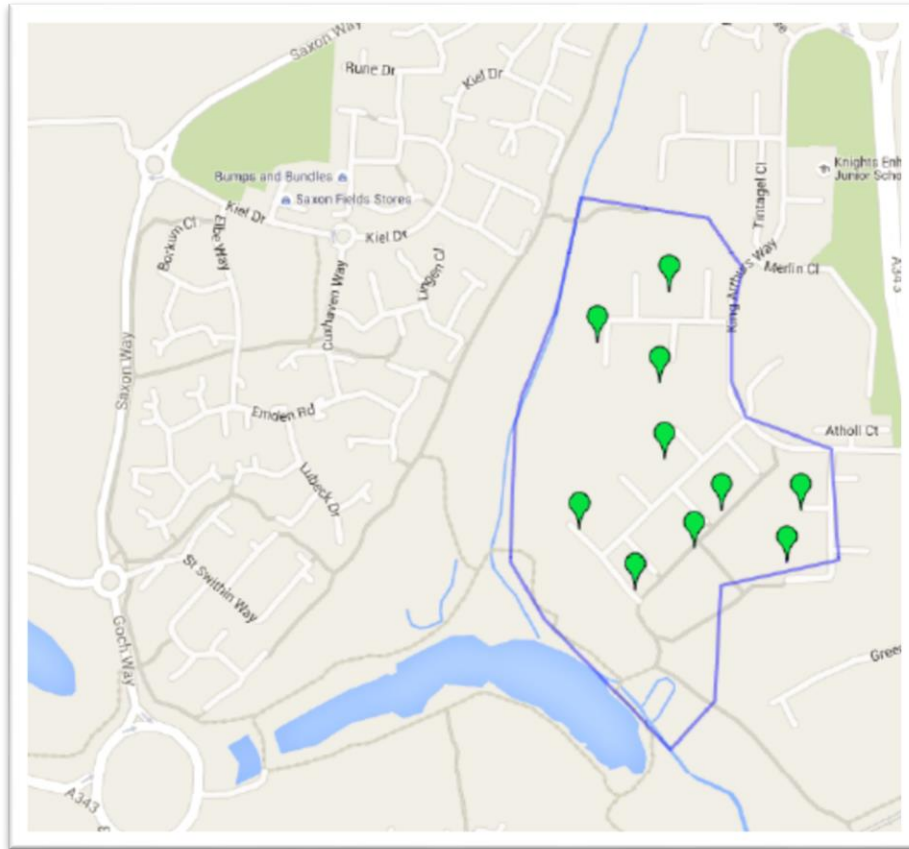 Saxon Way
Rune Dr
Kiel Dr
Bumps and Bundles
Saxon Fields Stores
Kiel Dr
Kiel Dr
Borkum Cl
Elbe Way
Cuxhaven Way
Lingen Cl
Tintagel Cl
Knights Enh
Junior Scho
King Arthurs Way
Merlin Cl
A343
Saxon Way
Emden Rd
Lubeck Dr
Atholl Ct
St Swithin Way
Goch Way
Gree
A343